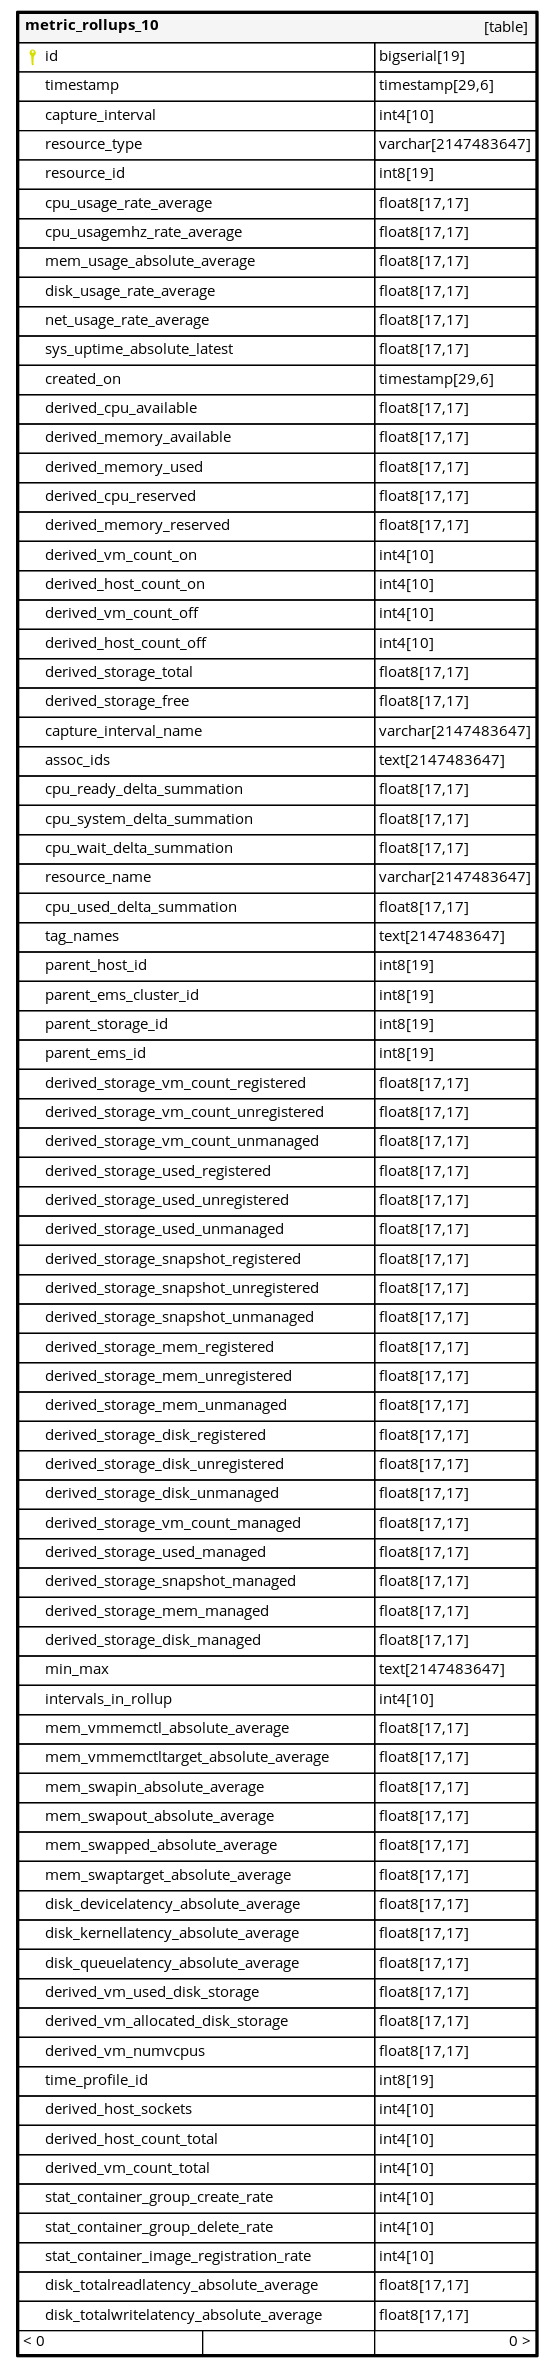 metric_rollups_10 [table]
id bigserial[19]
timestamp timestamp[29,6]
capture_interval int4[10]
resource_type varchar[2147483647]
resource_id int8[19]
cpu_usage_rate_average float8[17,17]
cpu_usagemhz_rate_average float8[17,17]
mem_usage_absolute_average float8[17,17]
disk_usage_rate_average float8[17,17]
net_usage_rate_average float8[17,17]
sys_uptime_absolute_latest float8[17,17]
created_on timestamp[29,6]
derived_cpu_available float8[17,17]
derived_memory_available float8[17,17]
derived_memory_used float8[17,17]
derived_cpu_reserved float8[17,17]
derived_memory_reserved float8[17,17]
derived_vm_count_on int4[10]
derived_host_count_on int4[10]
derived_vm_count_off int4[10]
derived_host_count_off int4[10]
derived_storage_total float8[17,17]
derived_storage_free float8[17,17]
capture_interval_name varchar[2147483647]
assoc_ids text[2147483647]
cpu_ready_delta_summation float8[17,17]
cpu_system_delta_summation float8[17,17]
cpu_wait_delta_summation float8[17,17]
resource_name varchar[2147483647]
cpu_used_delta_summation float8[17,17]
tag_names text[2147483647]
parent_host_id int8[19]
parent_ems_cluster_id int8[19]
parent_storage_id int8[19]
parent_ems_id int8[19]
derived_storage_vm_count_registered float8[17,17]
derived_storage_vm_count_unregistered float8[17,17]
derived_storage_vm_count_unmanaged float8[17,17]
derived_storage_used_registered float8[17,17]
derived_storage_used_unregistered float8[17,17]
derived_storage_used_unmanaged float8[17,17]
derived_storage_snapshot_registered float8[17,17]
derived_storage_snapshot_unregistered float8[17,17]
derived_storage_snapshot_unmanaged float8[17,17]
derived_storage_mem_registered float8[17,17]
derived_storage_mem_unregistered float8[17,17]
derived_storage_mem_unmanaged float8[17,17]
derived_storage_disk_registered float8[17,17]
derived_storage_disk_unregistered float8[17,17]
derived_storage_disk_unmanaged float8[17,17]
derived_storage_vm_count_managed float8[17,17]
derived_storage_used_managed float8[17,17]
derived_storage_snapshot_managed float8[17,17]
derived_storage_mem_managed float8[17,17]
derived_storage_disk_managed float8[17,17]
min_max text[2147483647]
intervals_in_rollup int4[10]
mem_vmmemctl_absolute_average float8[17,17]
mem_vmmemctltarget_absolute_average float8[17,17]
mem_swapin_absolute_average float8[17,17]
mem_swapout_absolute_average float8[17,17]
mem_swapped_absolute_average float8[17,17]
mem_swaptarget_absolute_average float8[17,17]
disk_devicelatency_absolute_average float8[17,17]
disk_kernellatency_absolute_average float8[17,17]
disk_queuelatency_absolute_average float8[17,17]
derived_vm_used_disk_storage float8[17,17]
derived_vm_allocated_disk_storage float8[17,17]
derived_vm_numvcpus float8[17,17]
time_profile_id int8[19]
derived_host_sockets int4[10]
derived_host_count_total int4[10]
derived_vm_count_total int4[10]
stat_container_group_create_rate int4[10]
stat_container_group_delete_rate int4[10]
stat_container_image_registration_rate int4[10]
disk_totalreadlatency_absolute_average float8[17,17]
disk_totalwritelatency_absolute_average float8[17,17]
< 0 0 >